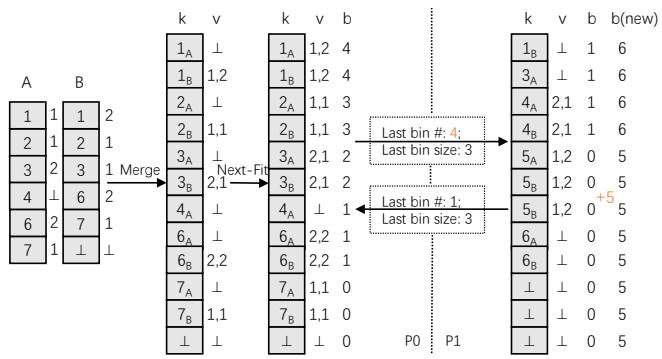 k v
k v b
k v b b(new)
A B
1 1 1 2
2 1 2 1
3 2 3 1
4 ⊥ 6 2
6 2 7 1
7 1 ⊥ ⊥
Merge
1A ⊥
1B 1,2
2A ⊥
2B 1,1
3A ⊥
3B 2,1
4A ⊥
6A ⊥
6B 2,2
7A ⊥
7B 1,1
⊥ ⊥
Next-Fit
1A 1,2 4
1B 1,2 4
2A 1,1 3
2B 1,1 3
3A 2,1 2
3B 2,1 2
4A ⊥ 1
6A 2,2 1
6B 2,2 1
7A 1,1 0
7B 1,1 0
⊥ ⊥ 0
Last bin #: 4;
Last bin size: 3
Last bin #: 1;
Last bin size: 3
P0 P1
1B ⊥ 1 6
3A ⊥ 1 6
4A 2,1 1 6
4B 2,1 1 6
5A 1,2 0 5
5B 1,2 0 5
+5
5B 1,2 0 5
6A ⊥ 0 5
6B ⊥ 0 5
⊥ ⊥ 0 5
⊥ ⊥ 0 5
⊥ ⊥ 0 5